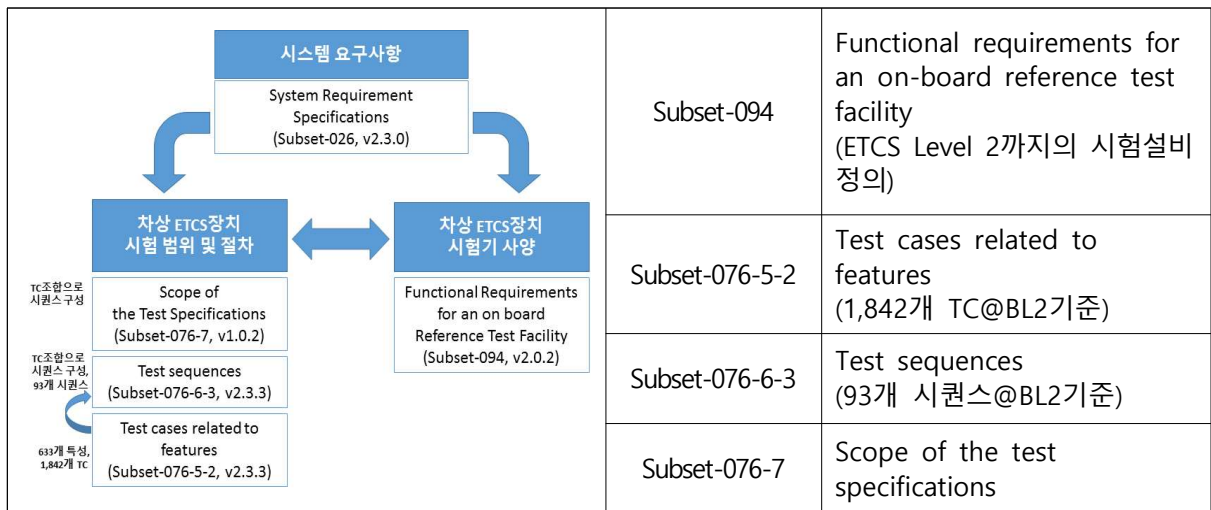 시스템 요구사항
System Requirement
Specifications
(Subset-026, v2.3.0)
차상 ETCS장치
시험 범위 및 절차
차상 ETCS장치
시험기 사양
TC조합으로
시퀀스 구성
Scope of
the Test Specifications
(Subset-076-7, v1.0.2)
Functional Requirements
for an on board
Reference Test Facility
(Subset-094, v2.0.2)
TC조합으로
시퀀스 구성,
93개 시퀀스
Test sequences
(Subset-076-6-3, v2.3.3)
633개 특성,
1,842개 TC
Test cases related to
features
(Subset-076-5-2, v2.3.3)
Subset-094
Functional requirements for
an on-board reference test
facility
(ETCS Level 2까지의 시험설비
정의)
Subset-076-5-2
Test cases related to
features
(1,842개 TC@BL2기준)
Subset-076-6-3
Test sequences
(93개 시퀀스@BL2기준)
Subset-076-7
Scope of the test
specifications